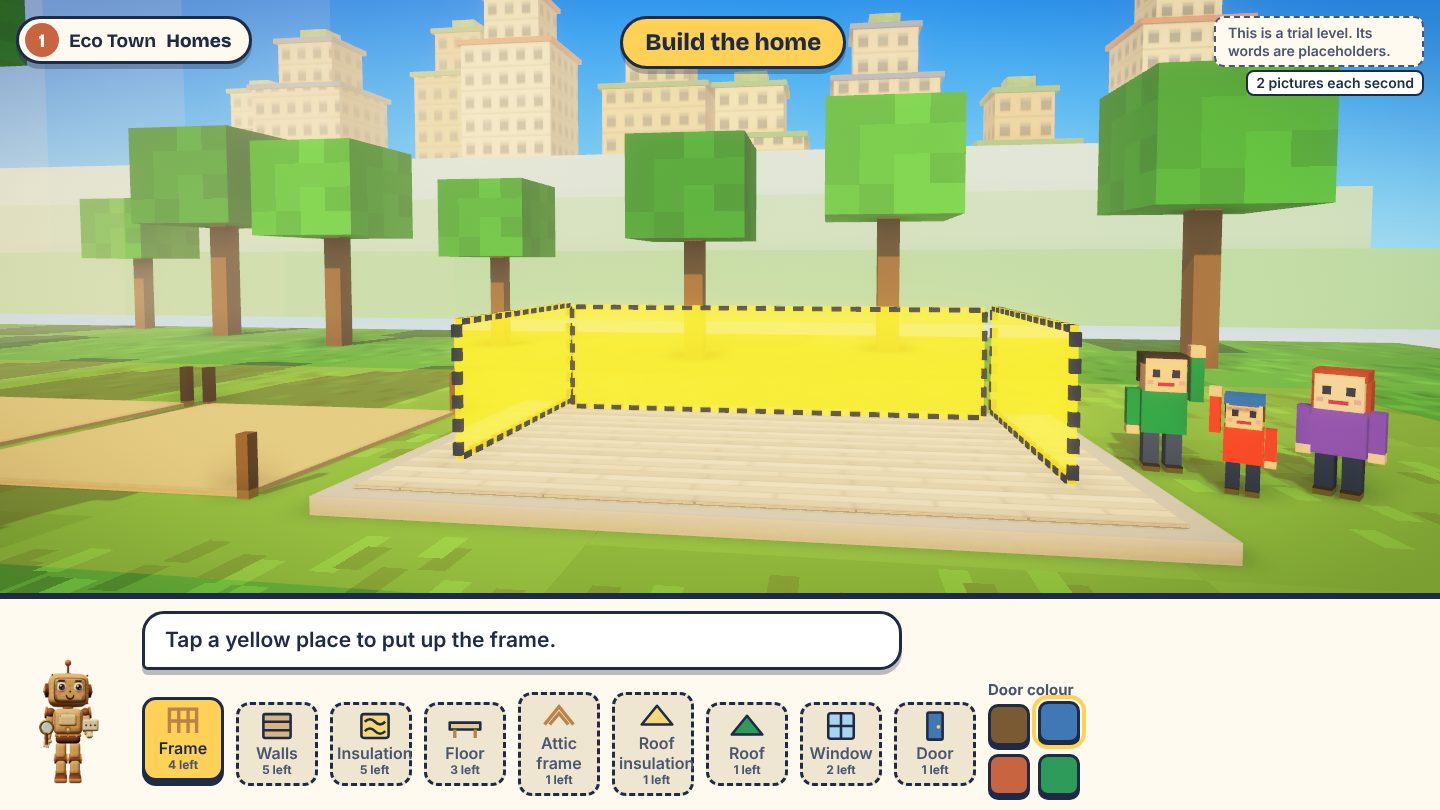 1 Eco Town Homes
Build the home
This is a trial level. Its
words are placeholders.
2 pictures each second
Tap a yellow place to put up the frame.
Frame
4 left
Walls
5 left
Insulation
5 left
Floor
3 left
Attic
frame
1 left
Roof
insulation
1 left
Roof
1 left
Window
2 left
Door
1 left
Door colour